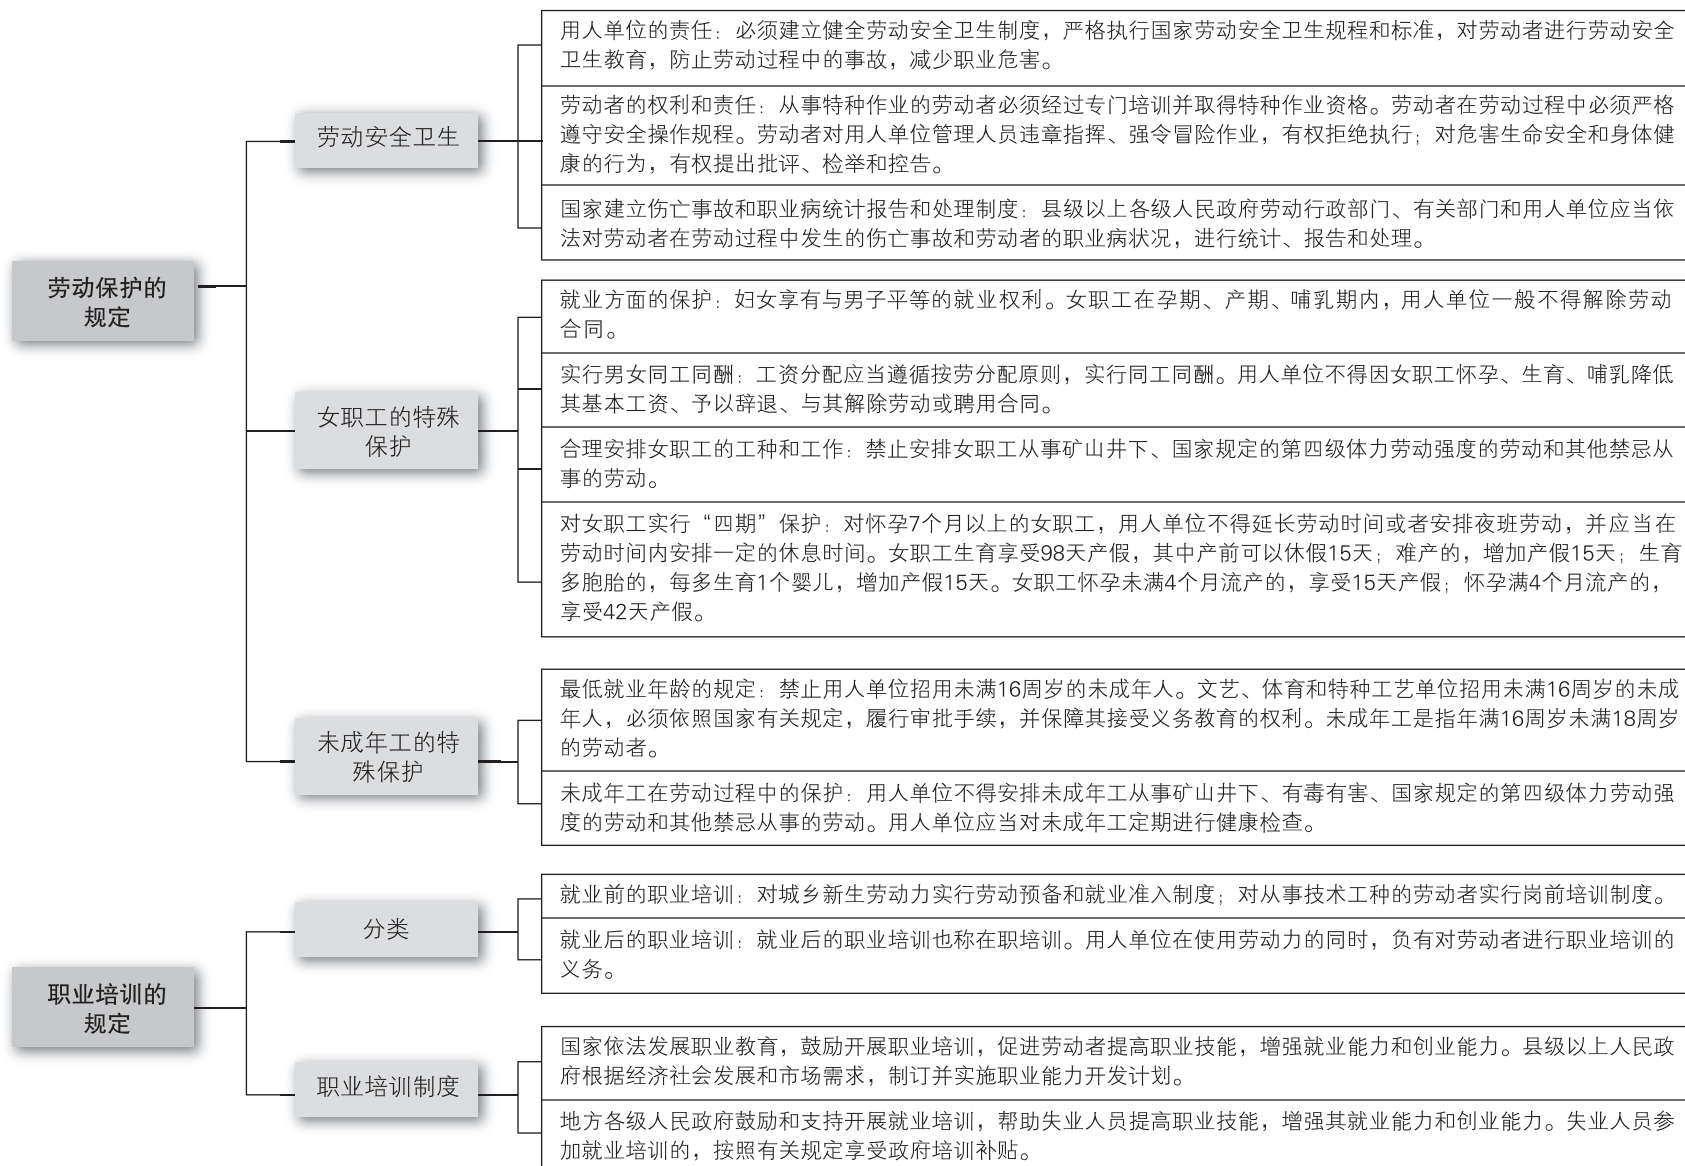 劳动保护的
规定
劳动安全卫生
用人单位的责任：必须建立健全劳动安全卫生制度，严格执行国家劳动安全卫生规程和标准，对劳动者进行劳动安全
卫生教育，防止劳动过程中的事故，减少职业危害。
劳动者的权利和责任：从事特种作业的劳动者必须经过专门培训并取得特种作业资格。劳动者在劳动过程中必须严格
遵守安全操作规程。劳动者对用人单位管理人员违章指挥、强令冒险作业，有权拒绝执行；对危害生命安全和身体健
康的行为，有权提出批评、检举和控告。
国家建立伤亡事故和职业病统计报告和处理制度：县级以上各级人民政府劳动行政部门、有关部门和用人单位应当依
法对劳动者在劳动过程中发生的伤亡事故和劳动者的职业病状况，进行统计、报告和处理。
女职工的特殊
保护
就业方面的保护：妇女享有与男子平等的就业权利。女职工在孕期、产期、哺乳期内，用人单位一般不得解除劳动
合同。
实行男女同工同酬：工资分配应当遵循按劳分配原则，实行同工同酬。用人单位不得因女职工怀孕、生育、哺乳降低
其基本工资、予以辞退、与其解除劳动或聘用合同。
合理安排女职工的工种和工作：禁止安排女职工从事矿山井下、国家规定的第四级体力劳动强度的劳动和其他禁忌从
事的劳动。
对女职工实行“四期”保护：对怀孕7个月以上的女职工，用人单位不得延长劳动时间或者安排夜班劳动，并应当在
劳动时间内安排一定的休息时间。女职工生育享受98天产假，其中产前可以休假15天；难产的，增加产假15天；生育
多胞胎的，每多生育1个婴儿，增加产假15天。女职工怀孕未满4个月流产的，享受15天产假；怀孕满4个月流产的，
享受42天产假。
未成年工的特
殊保护
最低就业年龄的规定：禁止用人单位招用未满16周岁的未成年人。文艺、体育和特种工艺单位招用未满16周岁的未成
年人，必须依照国家有关规定，履行审批手续，并保障其接受义务教育的权利。未成年工是指年满16周岁未满18周岁
的劳动者。
未成年工在劳动过程中的保护：用人单位不得安排未成年工从事矿山井下、有毒有害、国家规定的第四级体力劳动强
度的劳动和其他禁忌从事的劳动。用人单位应当对未成年工定期进行健康检查。
职业培训的
规定
分类
就业前的职业培训：对城乡新生劳动力实行劳动预备和就业准入制度；对从事技术工种的劳动者实行岗前培训制度。
就业后的职业培训：就业后的职业培训也称在职培训。用人单位在使用劳动力的同时，负有对劳动者进行职业培训的
义务。
职业培训制度
国家依法发展职业教育，鼓励开展职业培训，促进劳动者提高职业技能，增强就业能力和创业能力。县级以上人民政
府根据经济社会发展和市场需求，制订并实施职业能力开发计划。
地方各级人民政府鼓励和支持开展就业培训，帮助失业人员提高职业技能，增强其就业能力和创业能力。失业人员参
加就业培训的，按照有关规定享受政府培训补贴。